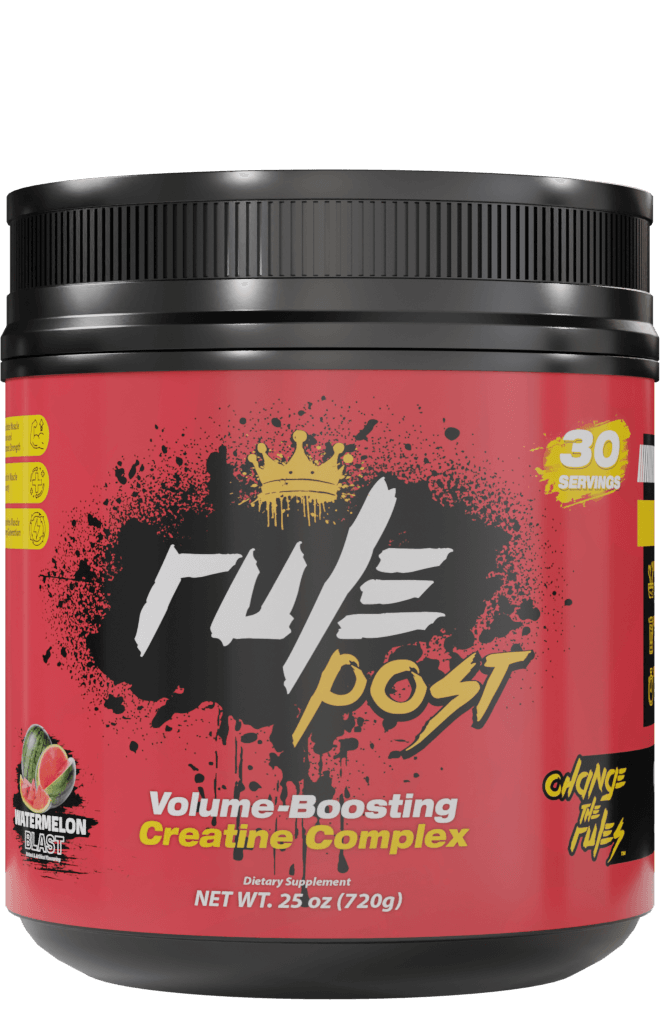 30
SERVINGS
rule
post
WATERMELON
BLAST
Volume-Boosting
Creatine Complex
CHANGE
THE
rules
Dietary Supplement
NET WT. 25 oz (720g)